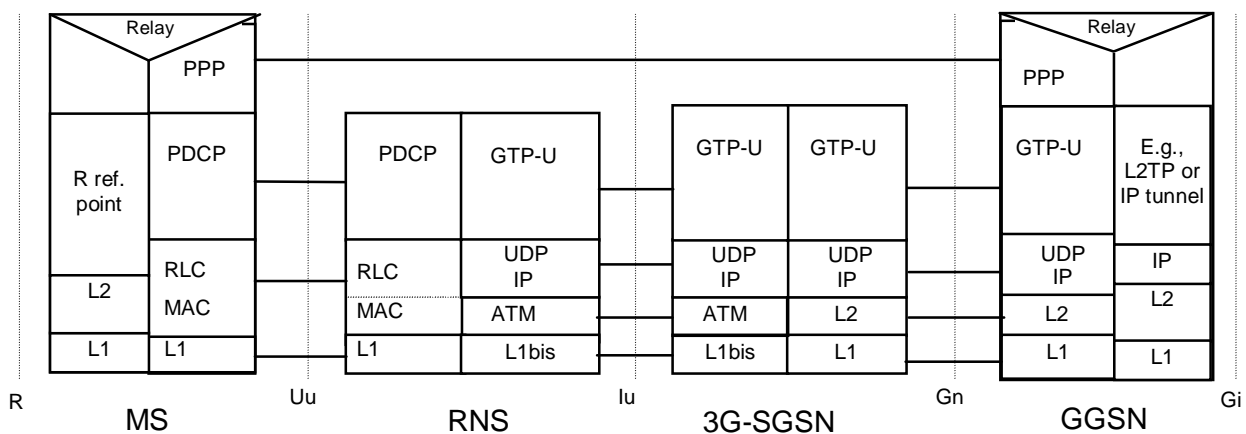 Relay
Relay
PPP
PPP
PDCP
PDCP
GTP-U
GTP-U
GTP-U
GTP-U
E.g.,
L2TP or
IP tunnel
R ref.
point
RLC
MAC
RLC
MAC
UDP
IP
UDP
IP
UDP
IP
UDP
IP
IP
L2
ATM
ATM
L2
L2
L2
L1
L1
L1
L1bis
L1bis
L1
L1
L1
R
MS
Uu
RNS
Iu
3G-SGSN
Gn
GGSN
Gi